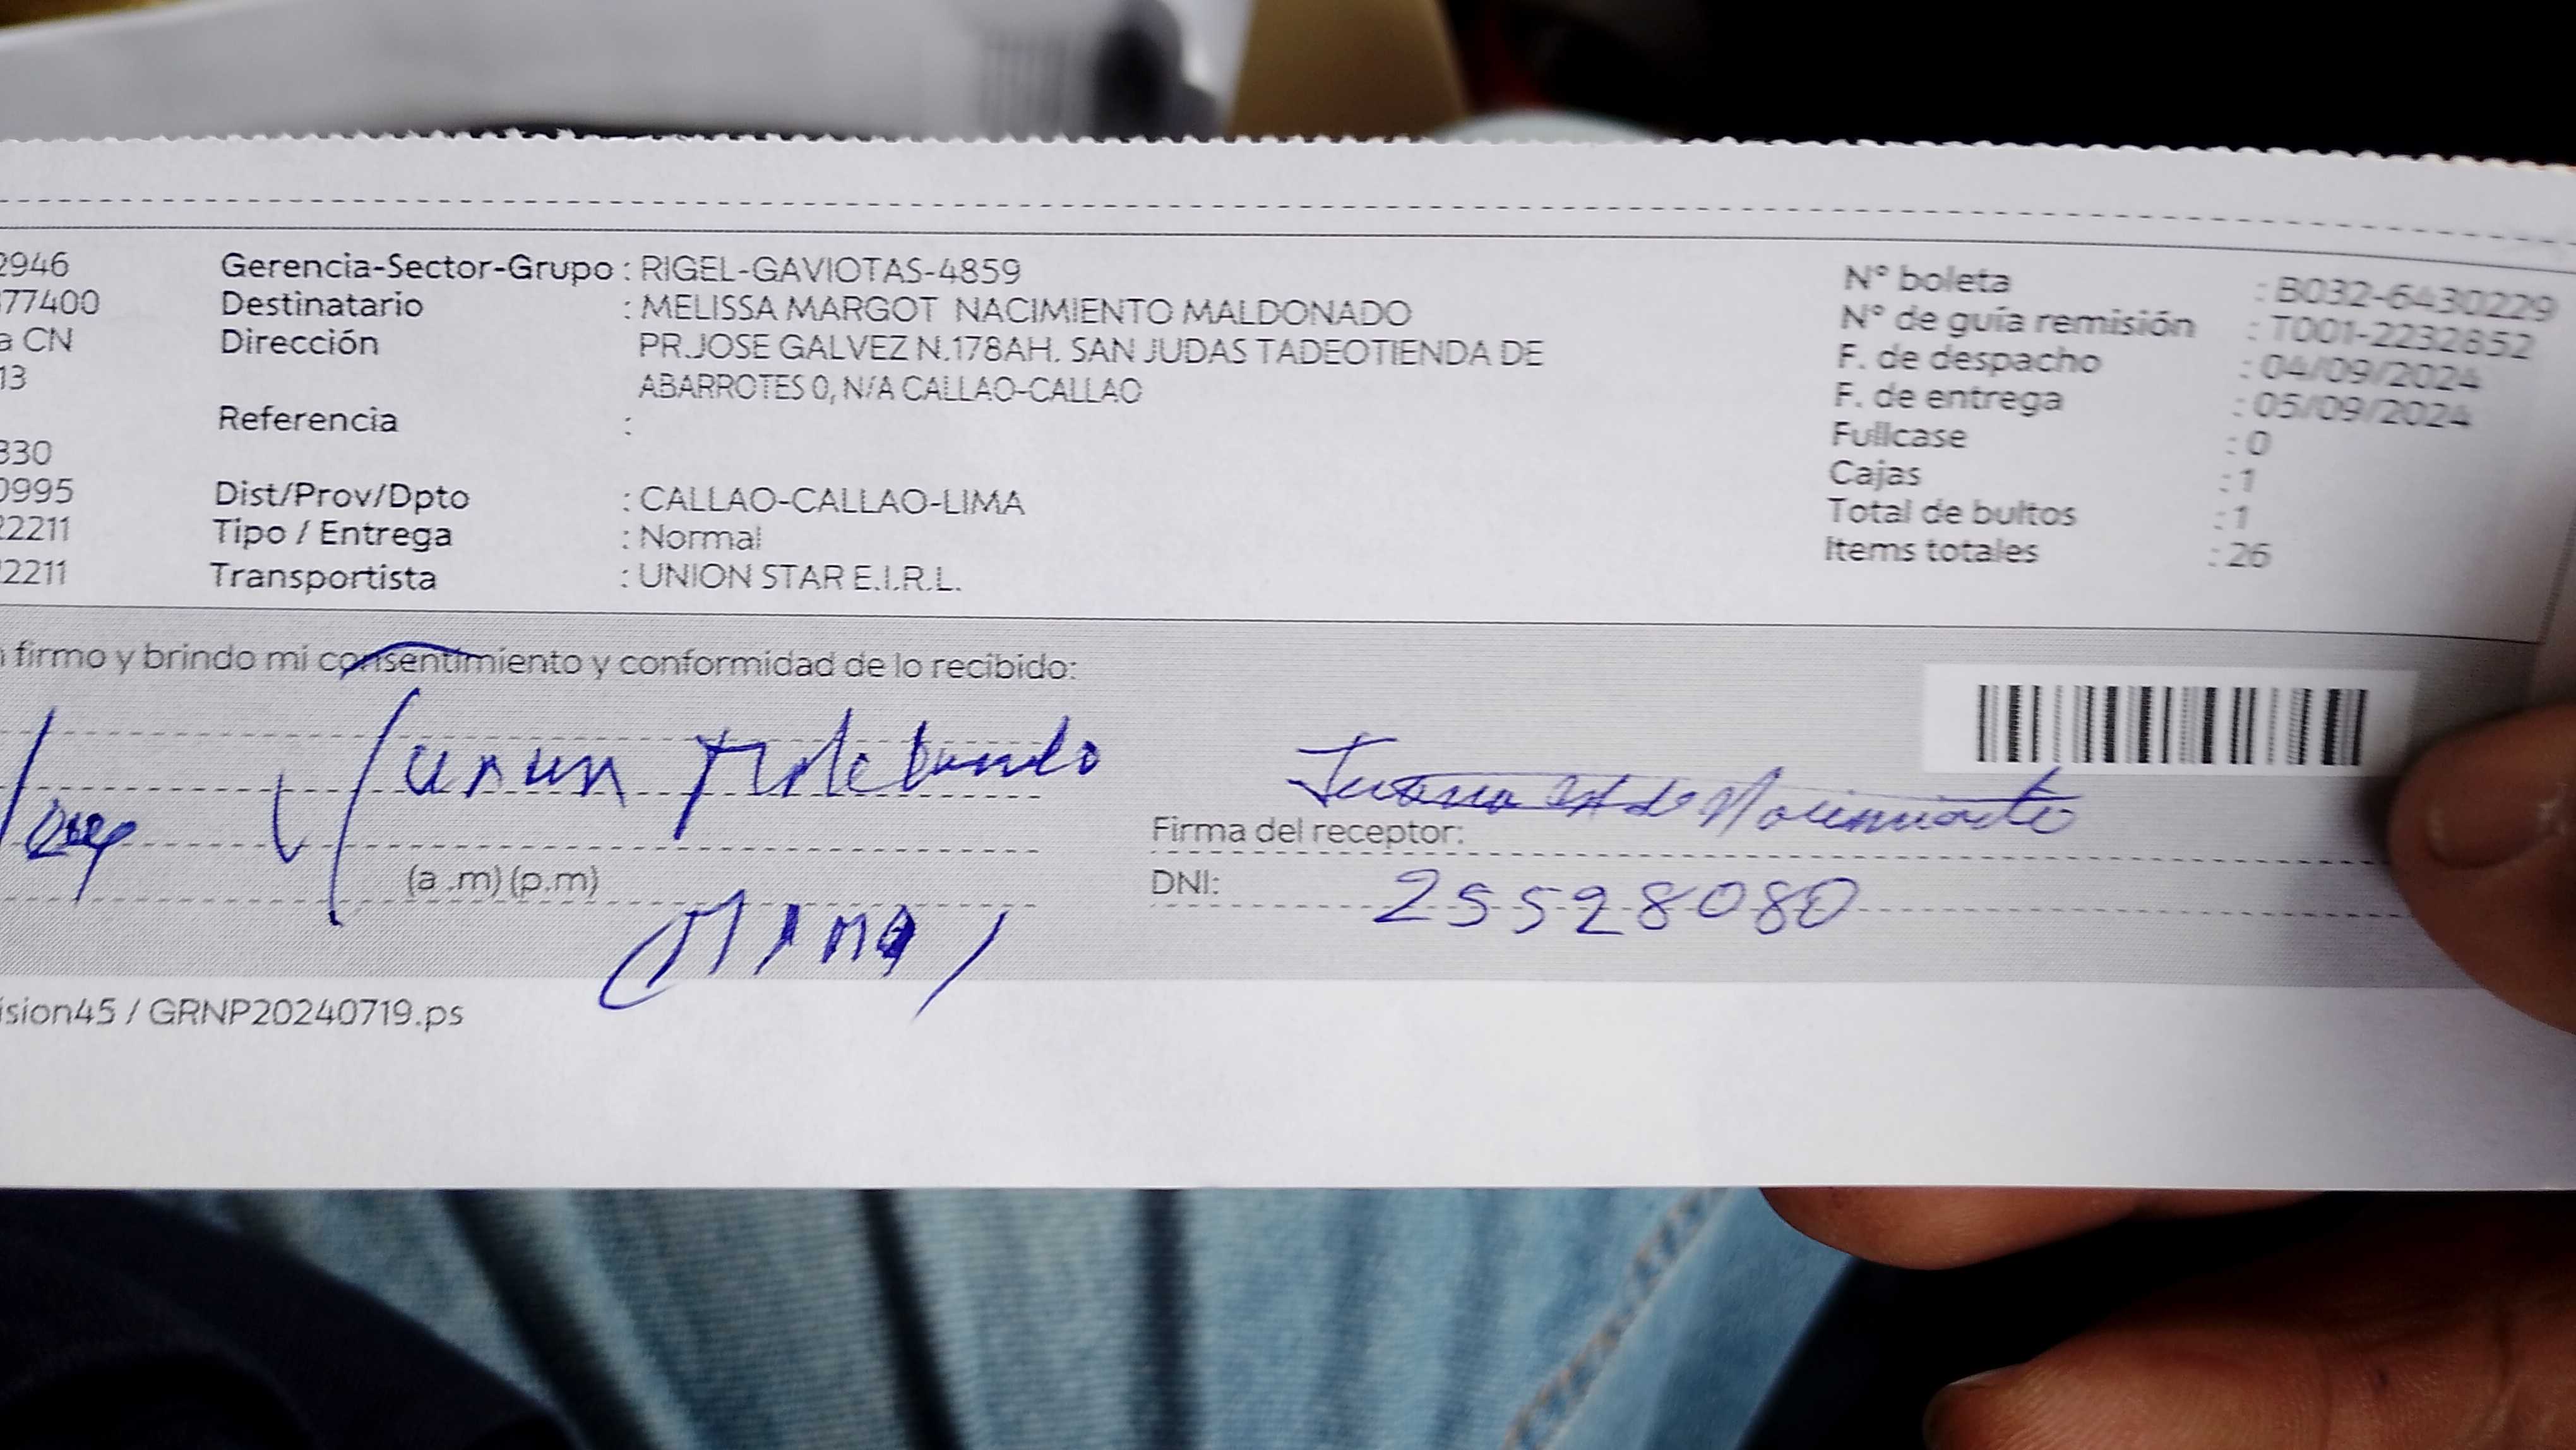 2946 Gerencia-Sector-Grupo : RIGEL-GAVIOTAS-4859 Nº boleta : B032-6430229
77400 Destinatario : MELISSA MARGOT NACIMIENTO MALDONADO Nº de guía remisión : T001-2232852
a CN Dirección PR.JOSE GALVEZ N.178AH. SAN JUDAS TADEOTIENDA DE F. de despacho : 04/09/2024
13 ABARROTES 0, N/A CALLAO-CALLAO F. de entrega : 05/09/2024
Referencia : Fullcase : 0
330 Cajas : 1
0995 Dist/Prov/Dpto : CALLAO-CALLAO-LIMA Total de bultos : 1
22211 Tipo / Entrega : Normal Items totales : 26
2211 Transportista : UNION STAR E.I.R.L.
firmo y brindo mi consentimiento y conformidad de lo recibido:
Firma del receptor:
(a .m) (p.m) DNI: 25528080
ision45 / GRNP20240719.ps